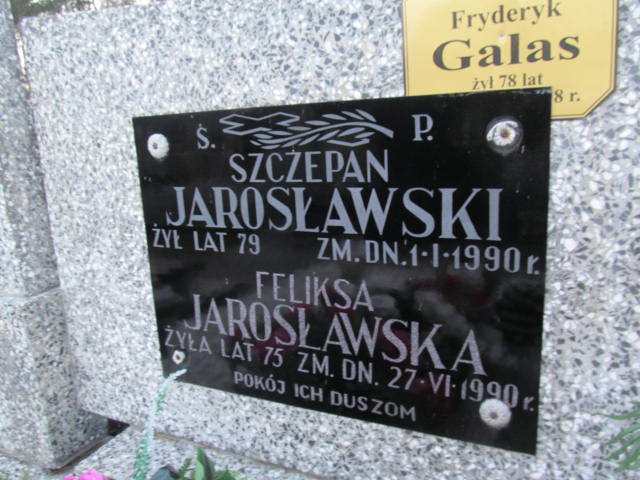 Fryderyk
Galas
żył 78 lat
8 r.
Ś. P.
SZCZEPAN
JAROSŁAWSKI
ŻYŁ LAT 79 ZM. DN. 1·I·1990 r.
FELIKSA
JAROSŁAWSKA
ŻYŁA LAT 75 ZM. DN. 27·VI·1990 r.
POKÓJ ICH DUSZOM